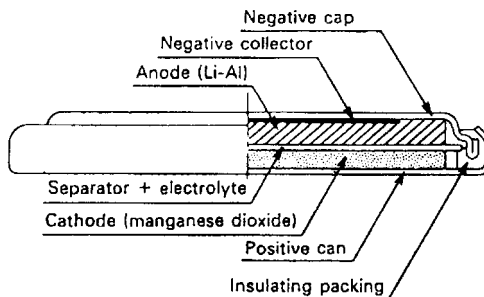 Negative cap
Negative collector
Anode (Li-Al)
Separator + electrolyte
Cathode (manganese dioxide)
Positive can
Insulating packing